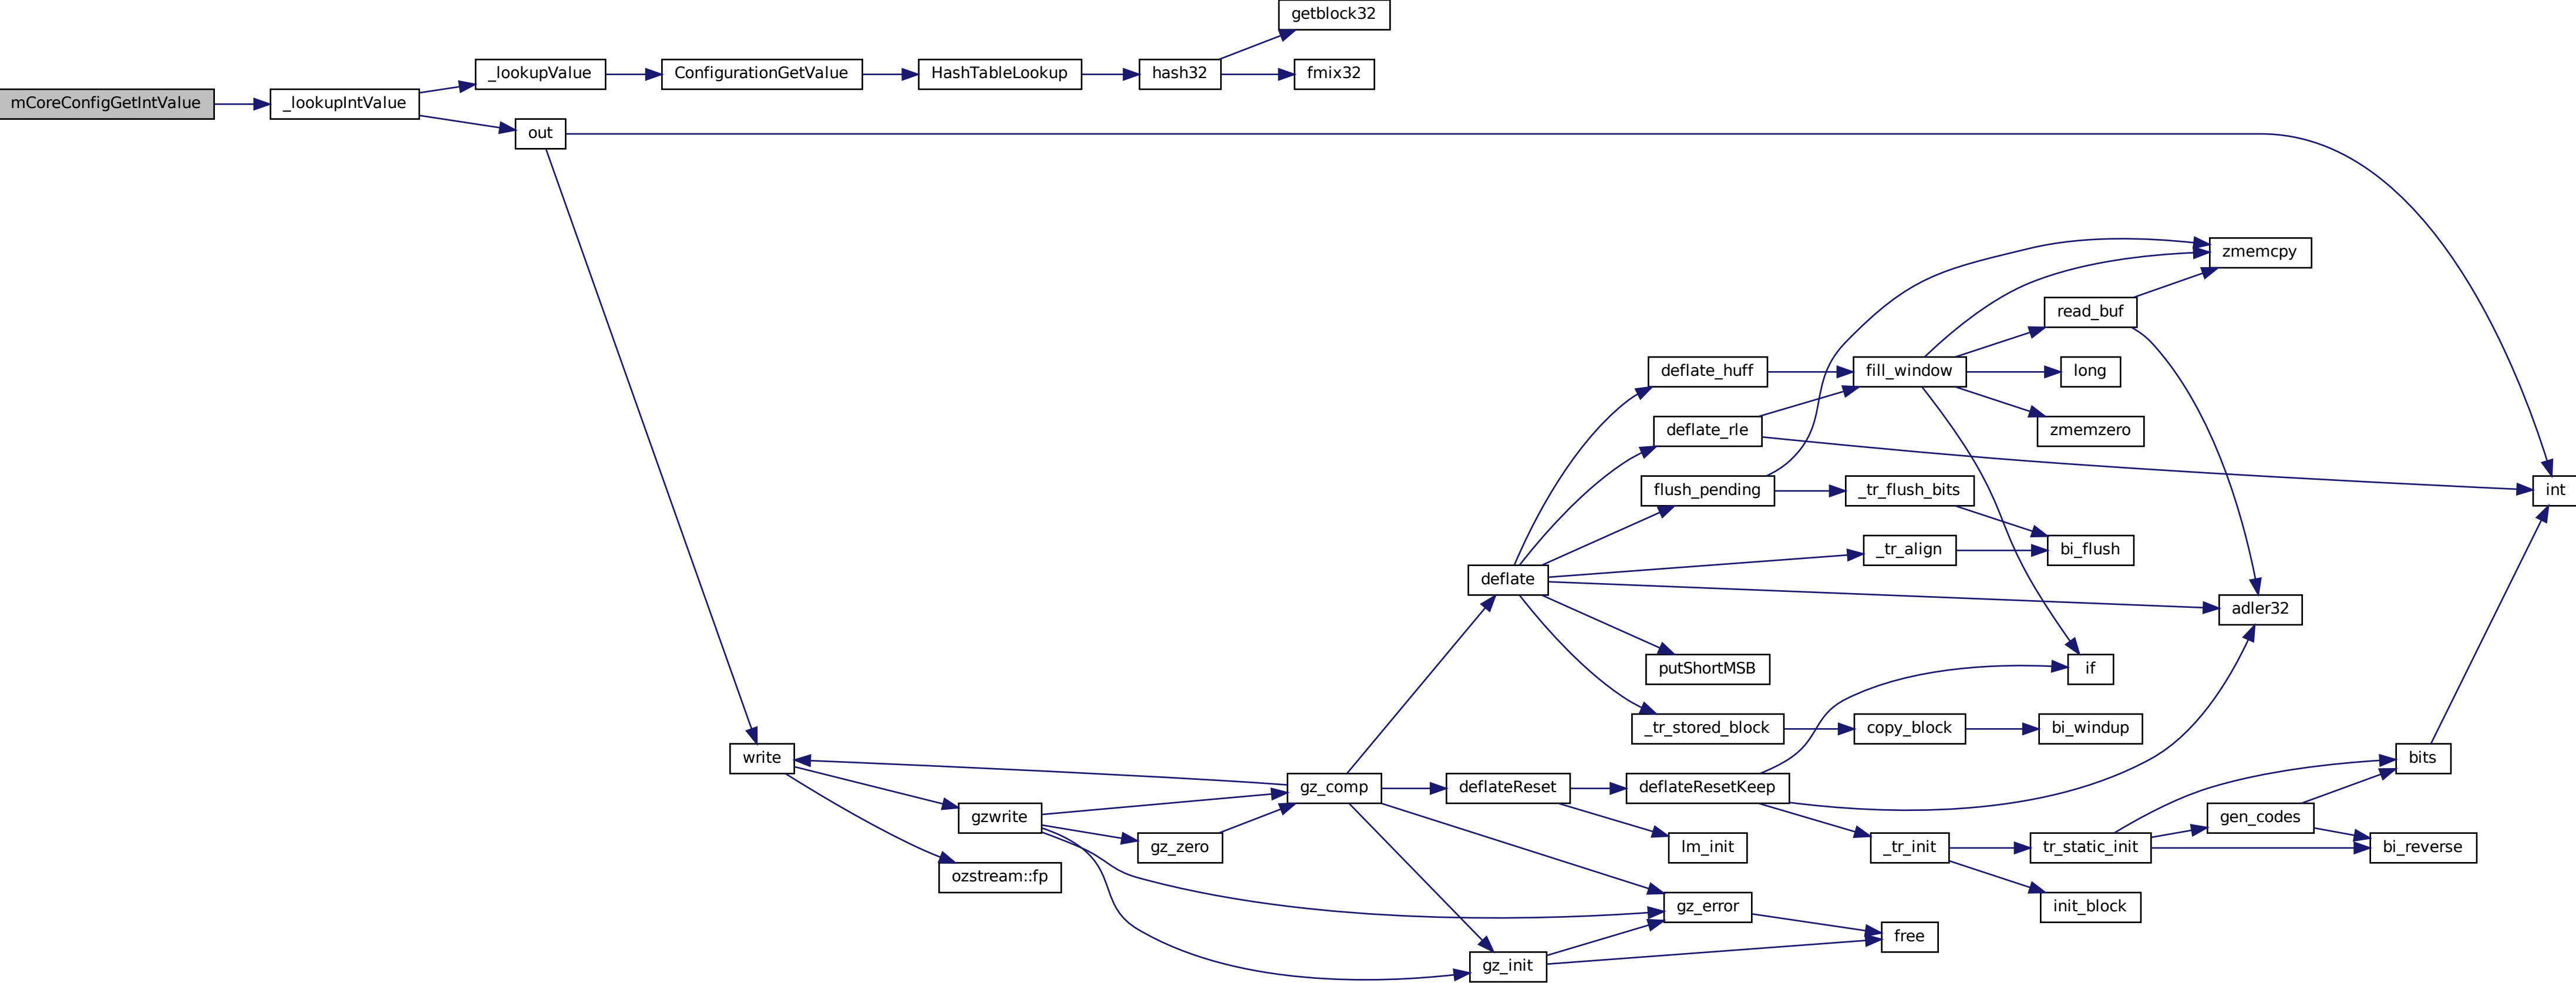 getblock32
_lookupValue
ConfigurationGetValue
HashTableLookup
hash32
fmix32
mCoreConfigGetIntValue
_lookupIntValue
out
zmemcpy
read_buf
deflate_huff
fill_window
long
deflate_rle
zmemzero
flush_pending
_tr_flush_bits
int
_tr_align
bi_flush
deflate
adler32
putShortMSB
if
_tr_stored_block
copy_block
bi_windup
write
bits
gz_comp
deflateReset
deflateResetKeep
gzwrite
gen_codes
gz_zero
lm_init
_tr_init
tr_static_init
bi_reverse
ozstream::fp
gz_error
init_block
free
gz_init